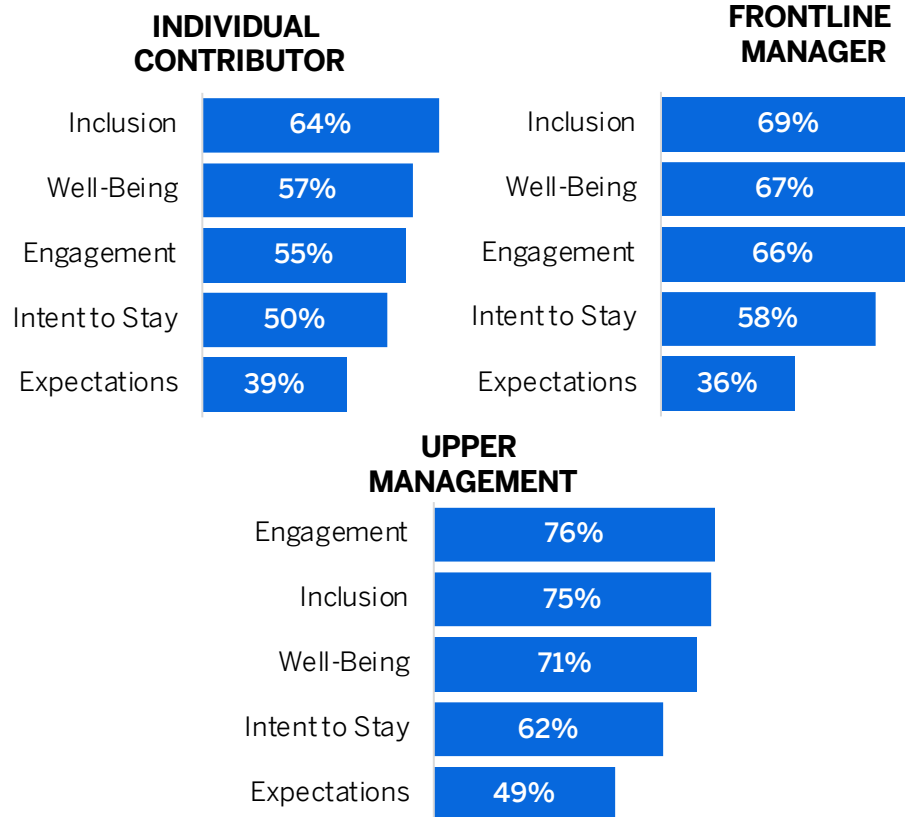 INDIVIDUAL
CONTRIBUTOR
Inclusion 64%
Well-Being 57%
Engagement 55%
Intent to Stay 50%
Expectations 39%
FRONTLINE
MANAGER
Inclusion 69%
Well-Being 67%
Engagement 66%
Intent to Stay 58%
Expectations 36%
UPPER
MANAGEMENT
Engagement 76%
Inclusion 75%
Well-Being 71%
Intent to Stay 62%
Expectations 49%